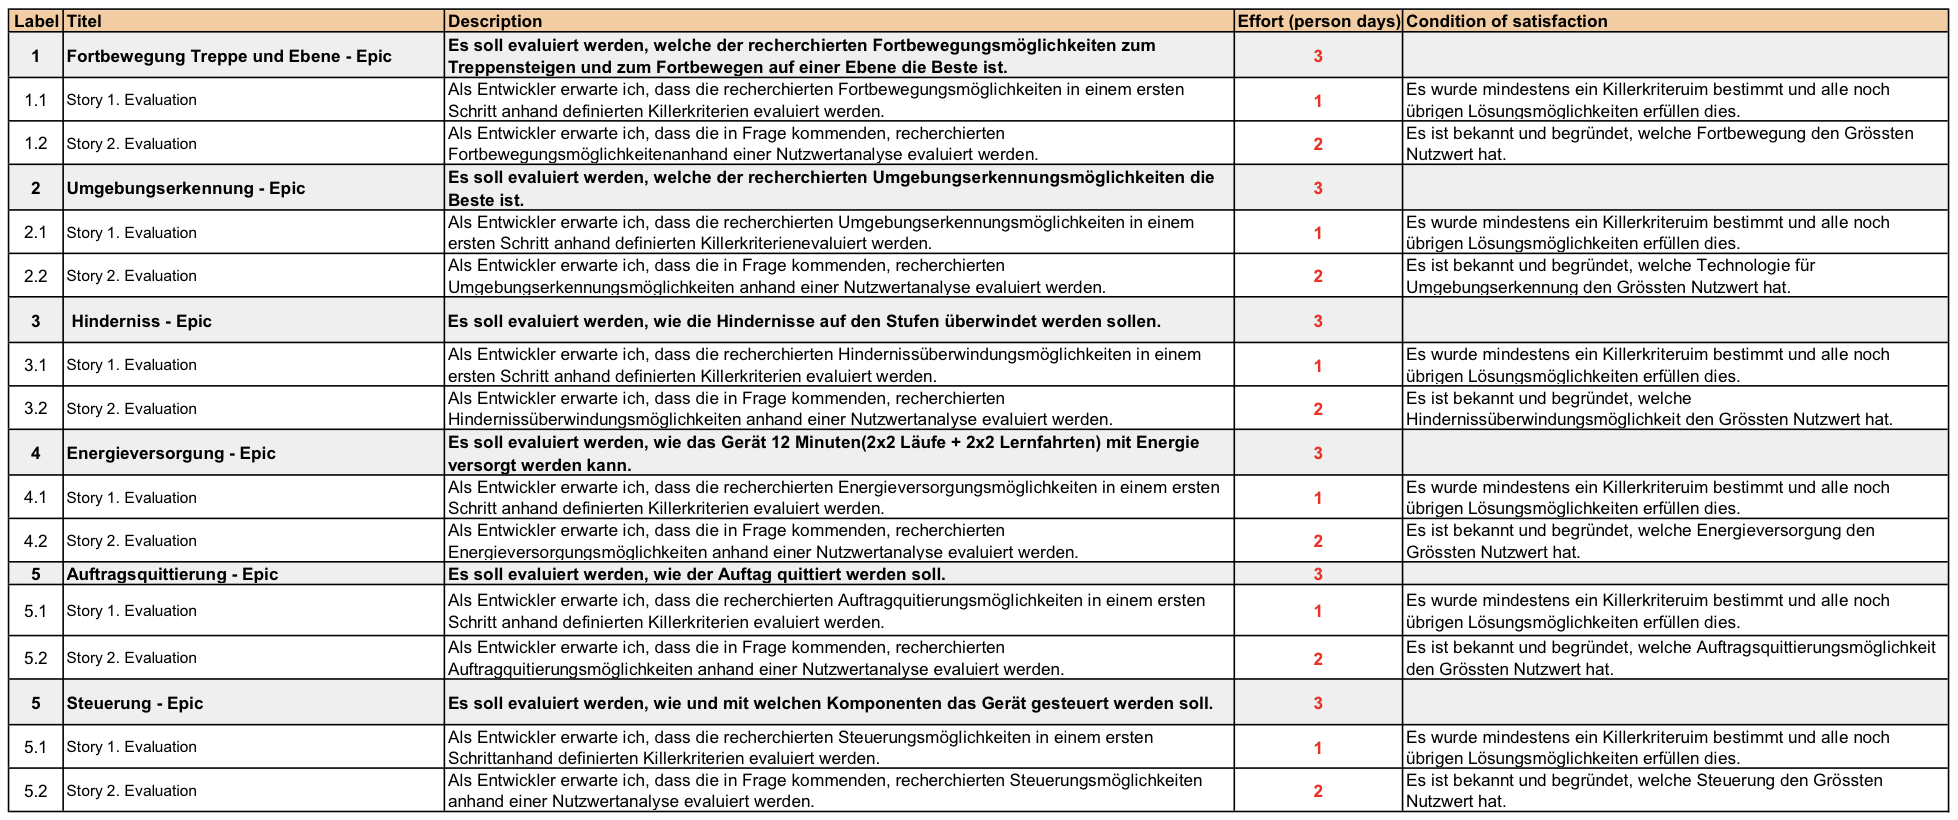 Label Titel Description Effort (person days) Condition of satisfaction
1 Fortbewegung Treppe und Ebene - Epic Es soll evaluiert werden, welche der recherchierten Fortbewegungsmöglichkeiten zum
Treppensteigen und zum Fortbewegen auf einer Ebene die Beste ist. 3
1.1 Story 1. Evaluation Als Entwickler erwarte ich, dass die recherchierten Fortbewegungsmöglichkeiten in einem ersten
Schritt anhand definierten Killerkriterien evaluiert werden. 1 Es wurde mindestens ein Killerkriteruim bestimmt und alle noch
übrigen Lösungsmöglichkeiten erfüllen dies.
1.2 Story 2. Evaluation Als Entwickler erwarte ich, dass die in Frage kommenden, recherchierten
Fortbewegungsmöglichkeitenanhand einer Nutzwertanalyse evaluiert werden. 2 Es ist bekannt und begründet, welche Fortbewegung den Grössten
Nutzwert hat.
2 Umgebungserkennung - Epic Es soll evaluiert werden, welche der recherchierten Umgebungserkennungsmöglichkeiten die
Beste ist. 3
2.1 Story 1. Evaluation Als Entwickler erwarte ich, dass die recherchierten Umgebungserkennungsmöglichkeiten in einem
ersten Schritt anhand definierten Killerkriterienevaluiert werden. 1 Es wurde mindestens ein Killerkriteruim bestimmt und alle noch
übrigen Lösungsmöglichkeiten erfüllen dies.
2.2 Story 2. Evaluation Als Entwickler erwarte ich, dass die in Frage kommenden, recherchierten
Umgebungserkennungsmöglichkeiten anhand einer Nutzwertanalyse evaluiert werden. 2 Es ist bekannt und begründet, welche Technologie für
Umgebungserkennung den Grössten Nutzwert hat.
3 Hinderniss - Epic Es soll evaluiert werden, wie die Hindernisse auf den Stufen überwindet werden sollen. 3
3.1 Story 1. Evaluation Als Entwickler erwarte ich, dass die recherchierten Hindernissüberwindungsmöglichkeiten in einem
ersten Schritt anhand definierten Killerkriterien evaluiert werden. 1 Es wurde mindestens ein Killerkriteruim bestimmt und alle noch
übrigen Lösungsmöglichkeiten erfüllen dies.
3.2 Story 2. Evaluation Als Entwickler erwarte ich, dass die in Frage kommenden, recherchierten
Hindernissüberwindungsmöglichkeiten anhand einer Nutzwertanalyse evaluiert werden. 2 Es ist bekannt und begründet, welche
Hindernissüberwindungsmöglichkeit den Grössten Nutzwert hat.
4 Energieversorgung - Epic Es soll evaluiert werden, wie das Gerät 12 Minuten(2x2 Läufe + 2x2 Lernfahrten) mit Energie
versorgt werden kann. 3
4.1 Story 1. Evaluation Als Entwickler erwarte ich, dass die recherchierten Energieversorgungsmöglichkeiten in einem ersten
Schritt anhand definierten Killerkriterien evaluiert werden. 1 Es wurde mindestens ein Killerkriteruim bestimmt und alle noch
übrigen Lösungsmöglichkeiten erfüllen dies.
4.2 Story 2. Evaluation Als Entwickler erwarte ich, dass die in Frage kommenden, recherchierten
Energieversorgungsmöglichkeiten anhand einer Nutzwertanalyse evaluiert werden. 2 Es ist bekannt und begründet, welche Energieversorgung den
Grössten Nutzwert hat.
5 Auftragsquittierung - Epic Es soll evaluiert werden, wie der Auftag quittiert werden soll. 3
5.1 Story 1. Evaluation Als Entwickler erwarte ich, dass die recherchierten Auftragquitierungsmöglichkeiten in einem ersten
Schritt anhand definierten Killerkriterien evaluiert werden. 1 Es wurde mindestens ein Killerkriteruim bestimmt und alle noch
übrigen Lösungsmöglichkeiten erfüllen dies.
5.2 Story 2. Evaluation Als Entwickler erwarte ich, dass die in Frage kommenden, recherchierten
Auftragquitierungsmöglichkeiten anhand einer Nutzwertanalyse evaluiert werden. 2 Es ist bekannt und begründet, welche Auftragsquittierungsmöglichkeit
den Grössten Nutzwert hat.
5 Steuerung - Epic Es soll evaluiert werden, wie und mit welchen Komponenten das Gerät gesteuert werden soll. 3
5.1 Story 1. Evaluation Als Entwickler erwarte ich, dass die recherchierten Steuerungsmöglichkeiten in einem ersten
Schrittanhand definierten Killerkriterien evaluiert werden. 1 Es wurde mindestens ein Killerkriteruim bestimmt und alle noch
übrigen Lösungsmöglichkeiten erfüllen dies.
5.2 Story 2. Evaluation Als Entwickler erwarte ich, dass die in Frage kommenden, recherchierten Steuerungsmöglichkeiten
anhand einer Nutzwertanalyse evaluiert werden. 2 Es ist bekannt und begründet, welche Steuerung den Grössten
Nutzwert hat.